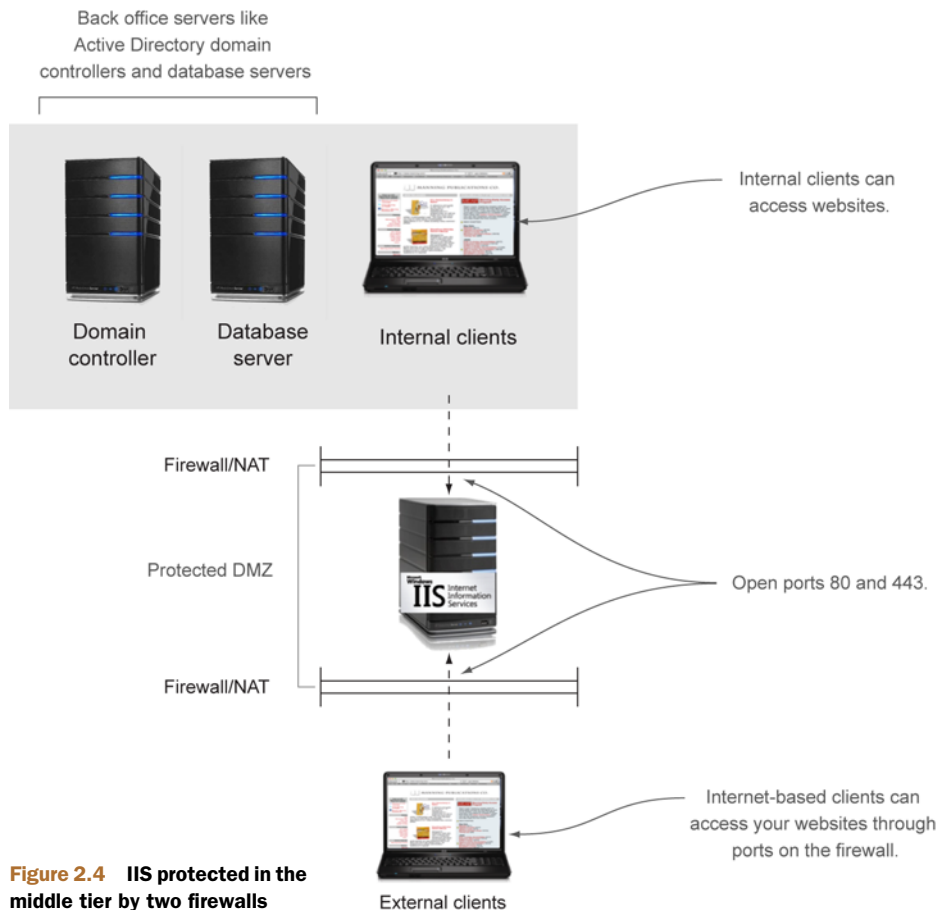 Back office servers like
Active Directory domain
controllers and database servers
Internal clients can
access websites.
Domain
controller
Database
server
Internal clients
Firewall/NAT
Protected DMZ
Windows
IIS
Internet
Information
Services
Open ports 80 and 443.
Firewall/NAT
Internet-based clients can
access your websites through
ports on the firewall.
Figure 2.4 IIS protected in the
middle tier by two firewalls
External clients